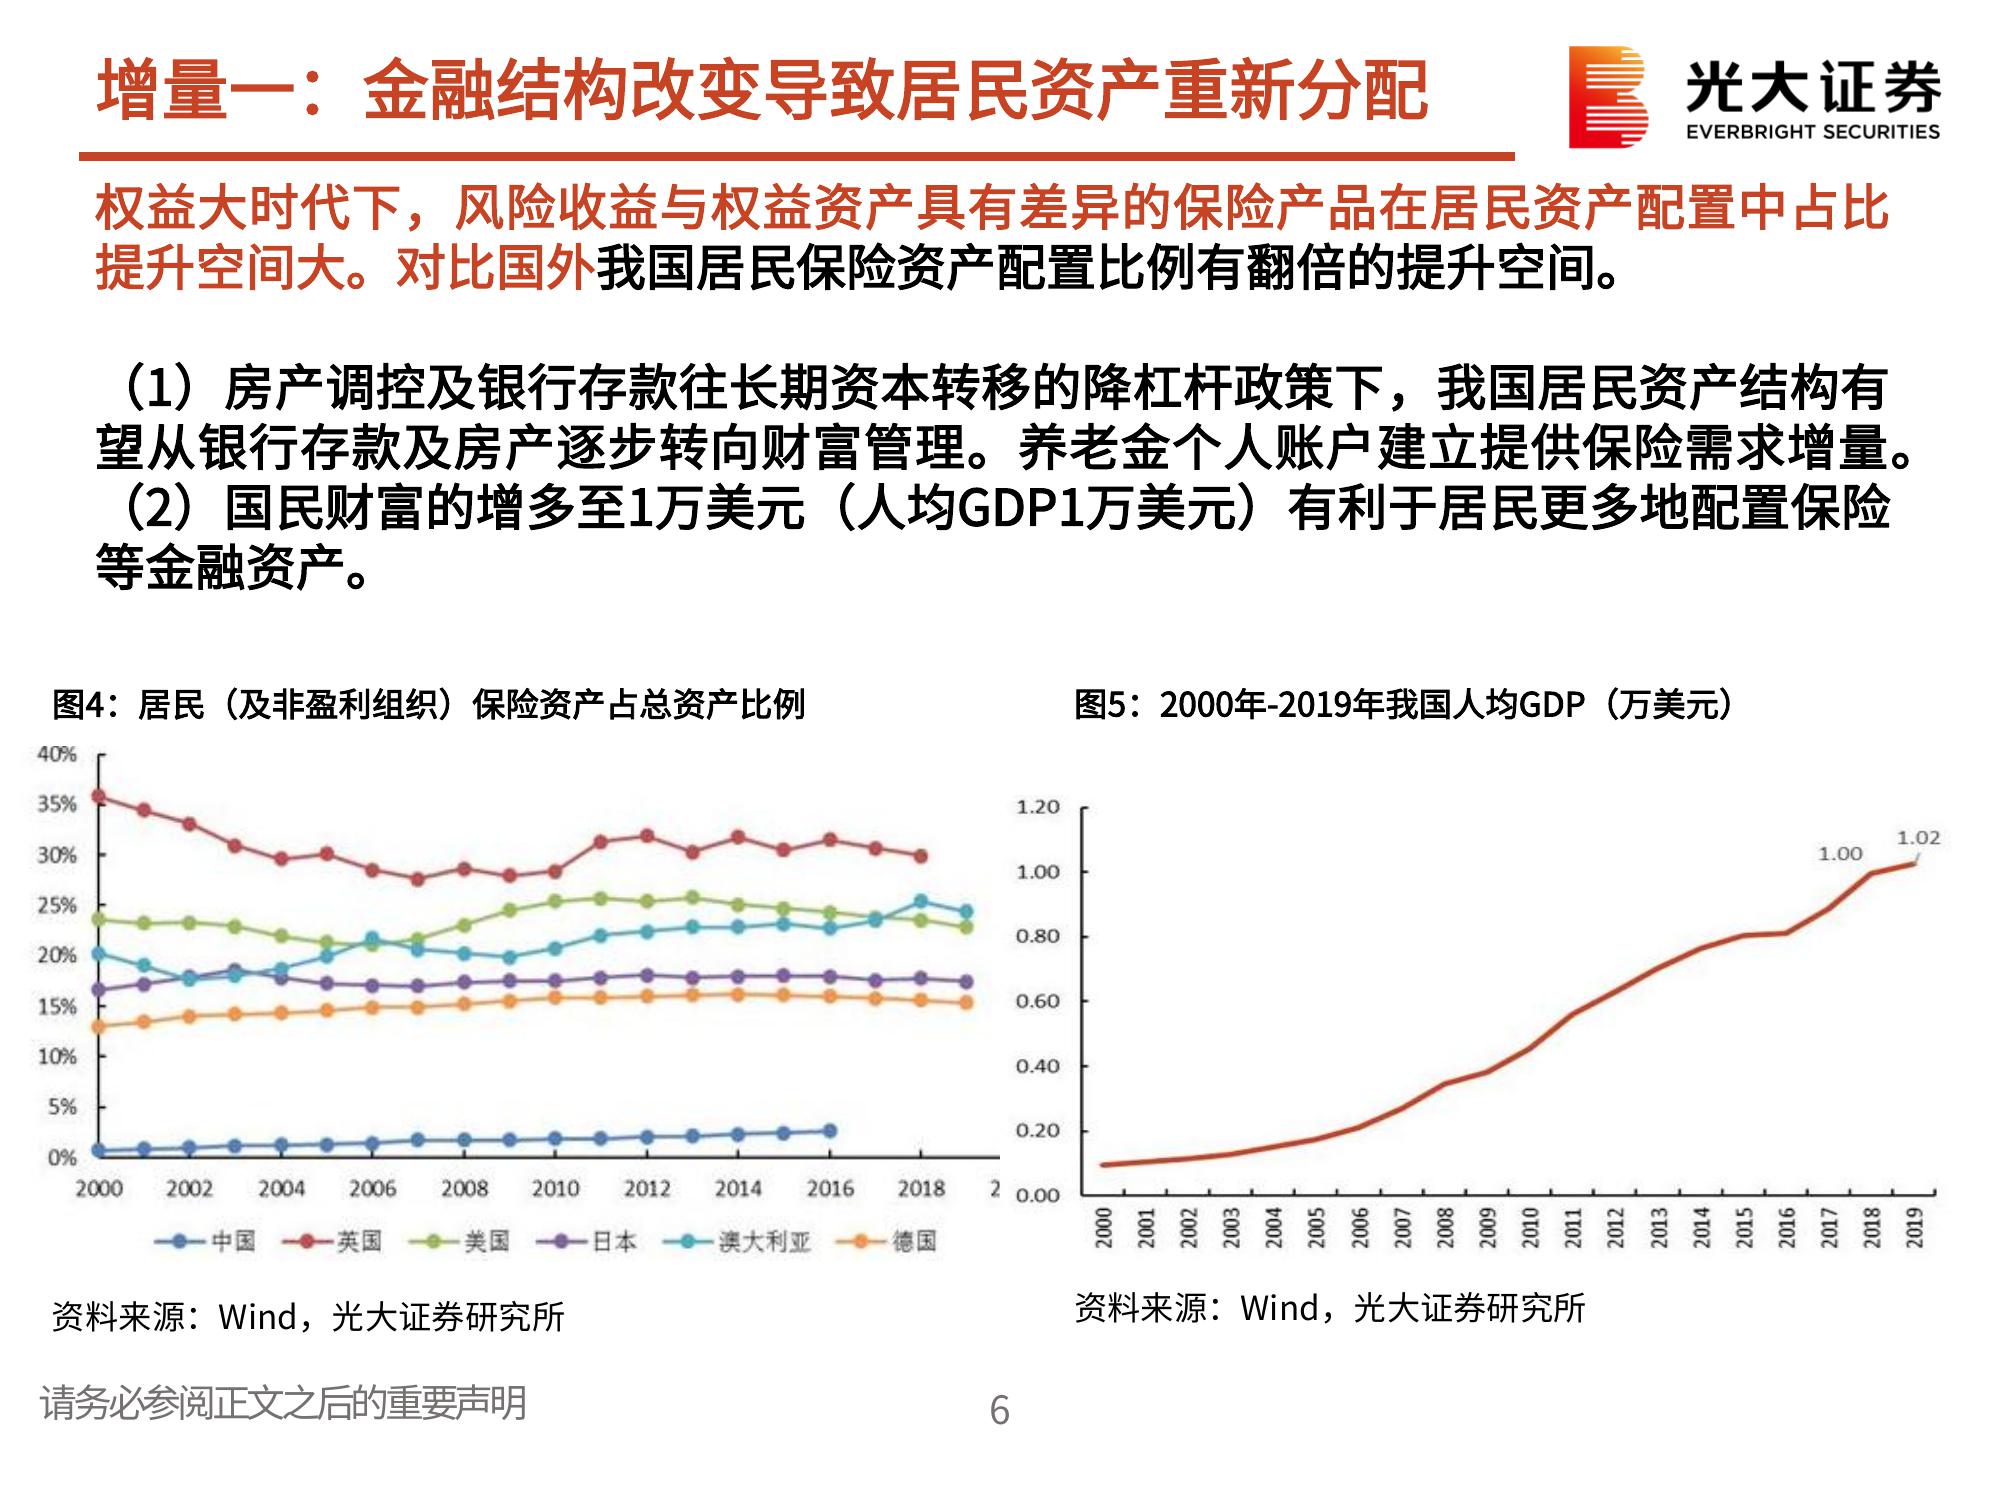 增量一：金融结构改变导致居民资产重新分配
光大证券
EVERBRIGHT SECURITIES
权益大时代下，风险收益与权益资产具有差异的保险产品在居民资产配置中占比
提升空间大。对比国外我国居民保险资产配置比例有翻倍的提升空间。
（1）房产调控及银行存款往长期资本转移的降杠杆政策下，我国居民资产结构有
望从银行存款及房产逐步转向财富管理。养老金个人账户建立提供保险需求增量。
（2）国民财富的增多至1万美元（人均GDP1万美元）有利于居民更多地配置保险
等金融资产。
图4：居民（及非盈利组织）保险资产占总资产比例
40%
35%
30%
25%
20%
15%
10%
5%
0%
2000 2002 2004 2006 2008 2010 2012 2014 2016 2018 2
中国 英国 美国 日本 澳大利亚 德国
资料来源：Wind，光大证券研究所
图5：2000年-2019年我国人均GDP（万美元）
1.20
1.00
0.80
0.60
0.40
0.20
0.00
1.00
1.02
2000 2001 2002 2003 2004 2005 2006 2007 2008 2009 2010 2011 2012 2013 2014 2015 2016 2017 2018 2019
资料来源：Wind，光大证券研究所
请务必参阅正文之后的重要声明
6